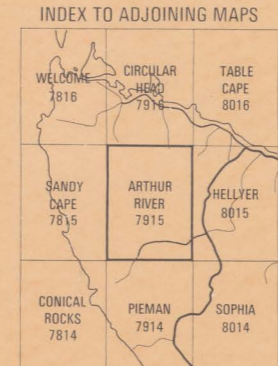 INDEX TO ADJOINING MAPS
WELCOME
7816
CIRCULAR
HEAD
7916
TABLE
CAPE
8016
SANDY
CAPE
7815
ARTHUR
RIVER
7915
HELLYER
8015
CONICAL
ROCKS
7814
PIEMAN
7914
SOPHIA
8014